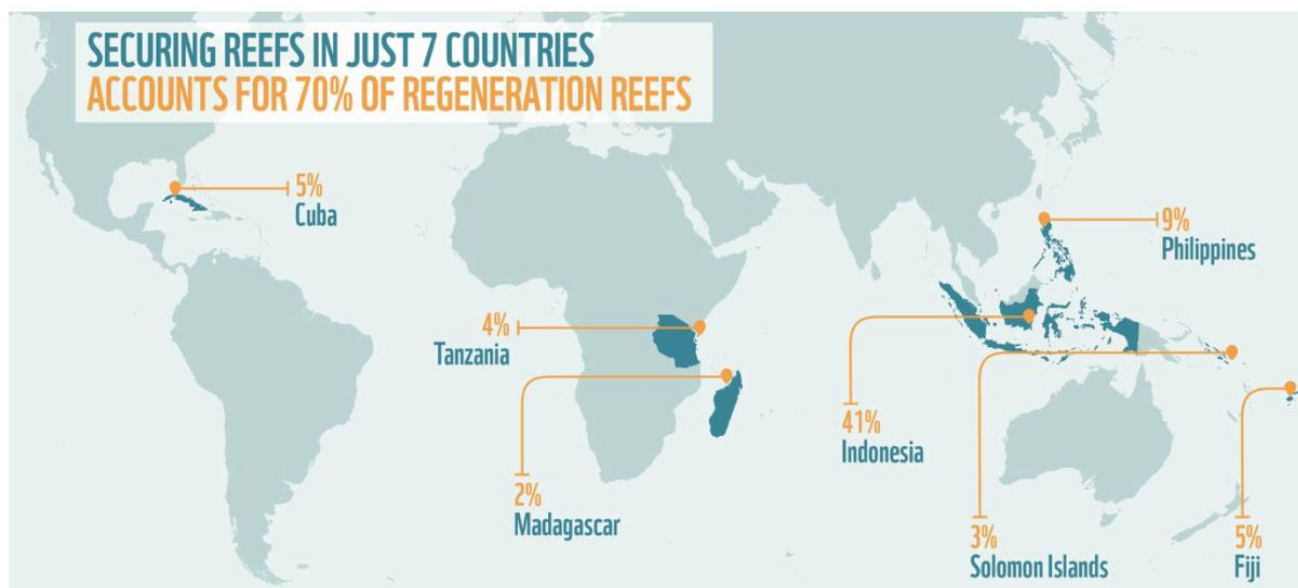 SECURING REEFS IN JUST 7 COUNTRIES
ACCOUNTS FOR 70% OF REGENERATION REEFS
5%
Cuba
9%
Philippines
4%
Tanzania
2%
Madagascar
41%
Indonesia
3%
Solomon Islands
5%
Fiji